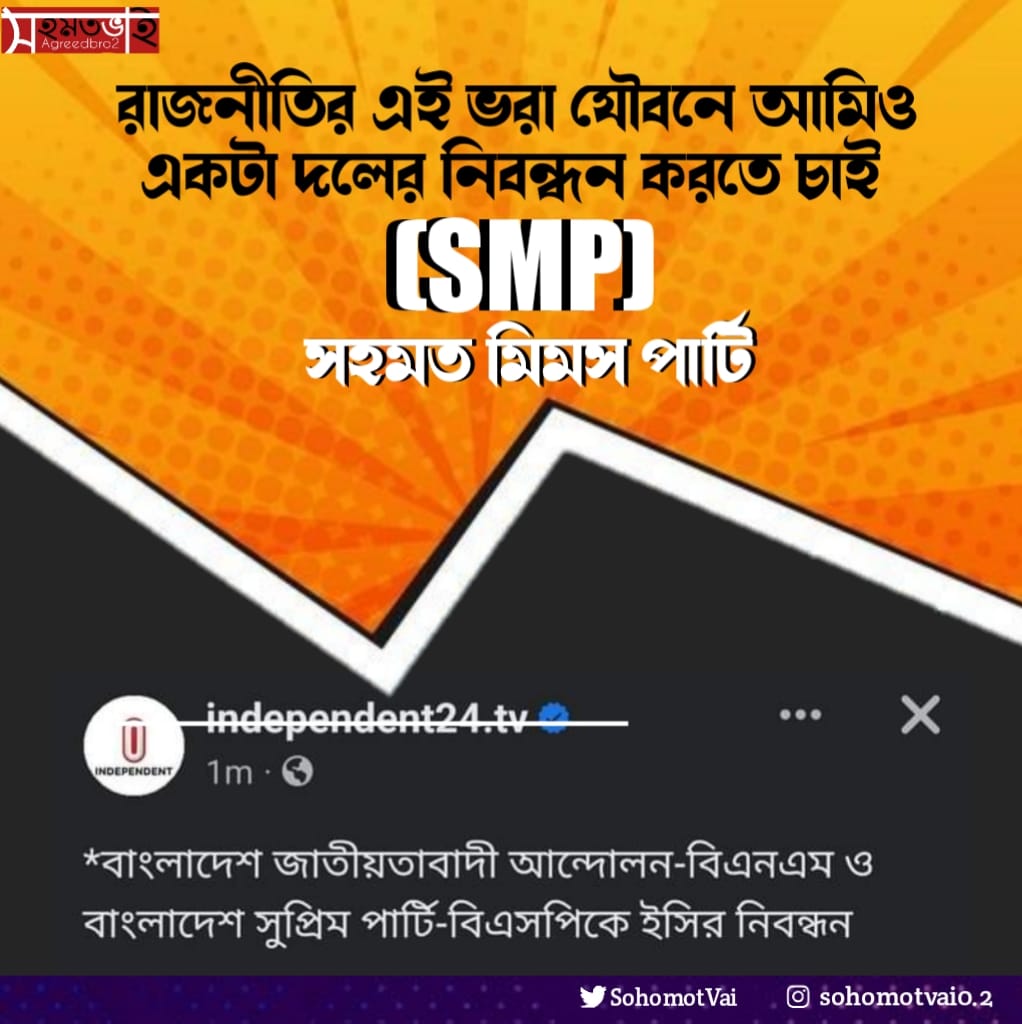 সহমতভাই
Agreedbro2
রাজনীতির এই ভরা যৌবনে আমিও
একটা দলের নিবন্ধন করতে চাই
(SMP)
সহমত মিমস পার্টি
independent24.tv
INDEPENDENT
1m ·
*বাংলাদেশ জাতীয়তাবাদী আন্দোলন-বিএনএম ও
বাংলাদেশ সুপ্রিম পার্টি-বিএসপিকে ইসির নিবন্ধন
SohomotVai
sohomotvaio.2